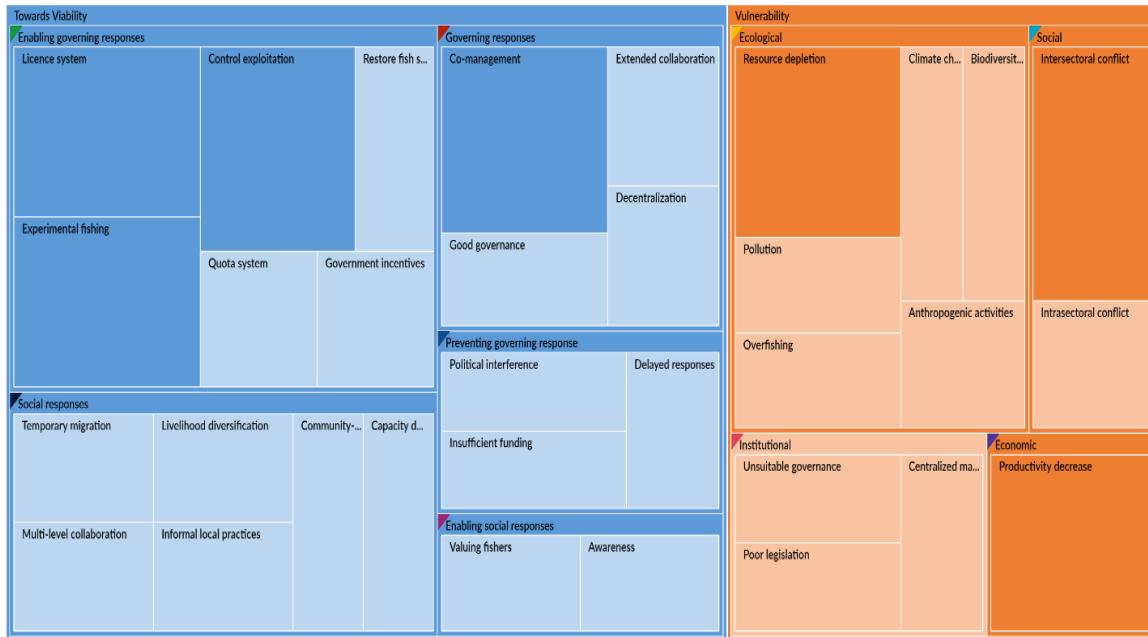 Towards Viability
Enabling governing responses
Licence system
Control exploitation
Restore fish s...
Experimental fishing
Quota system
Government incentives
Social responses
Temporary migration
Livelihood diversification
Community-...
Capacity d...
Multi-level collaboration
Informal local practices
Governing responses
Co-management
Extended collaboration
Decentralization
Good governance
Preventing governing response
Political interference
Delayed responses
Insufficient funding
Enabling social responses
Valuing fishers
Awareness
Vulnerability
Ecological
Resource depletion
Climate ch...
Biodiversit...
Pollution
Anthropogenic activities
Overfishing
Social
Intersectoral conflict
Intrasectoral conflict
Institutional
Unsuitable governance
Centralized ma...
Poor legislation
Economic
Productivity decrease